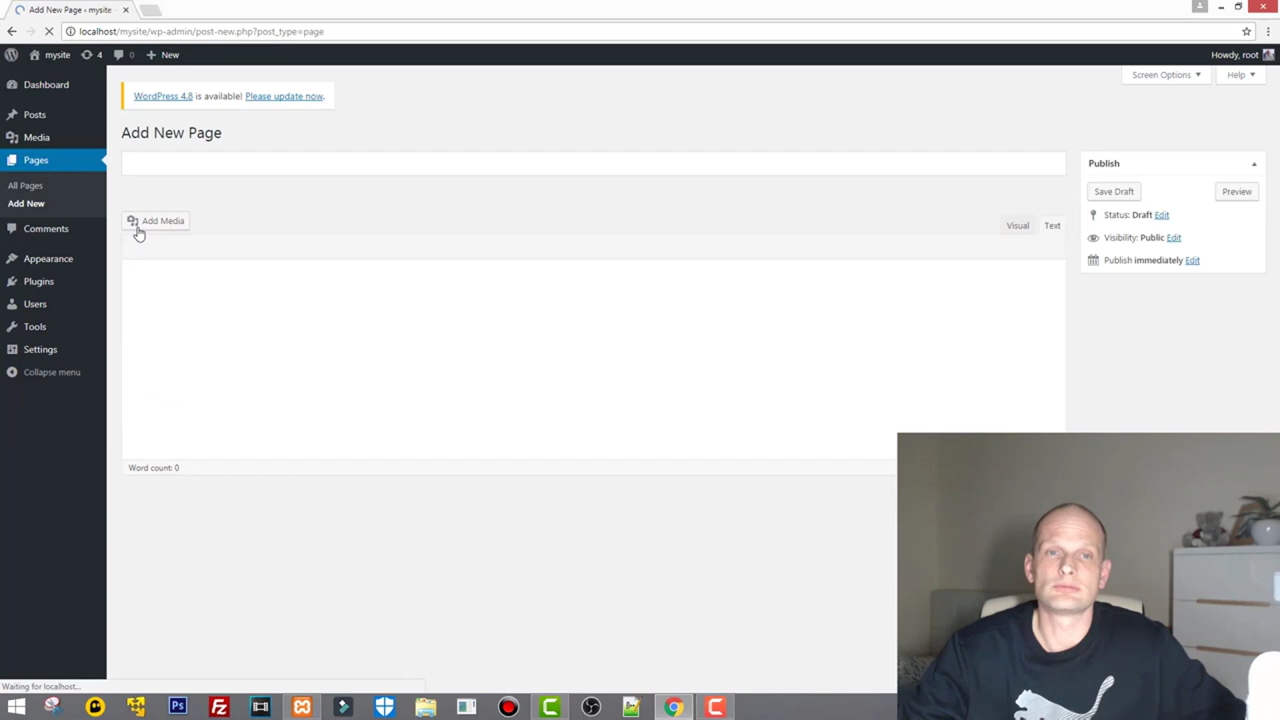 Add New Page ‹ mysite
localhost/mysite/wp-admin/post-new.php?post_type=page
mysite 4 0 New Howdy, root
Screen Options Help
Dashboard
Posts
Media
Pages
All Pages
Add New
Comments
Appearance
Plugins
Users
Tools
Settings
Collapse menu
WordPress 4.8 is available! Please update now.
Add New Page
Add Media
Visual Text
Word count: 0
Publish
Save Draft Preview
Status: Draft Edit
Visibility: Public Edit
Publish immediately Edit
Waiting for localhost...
Ps
Fz